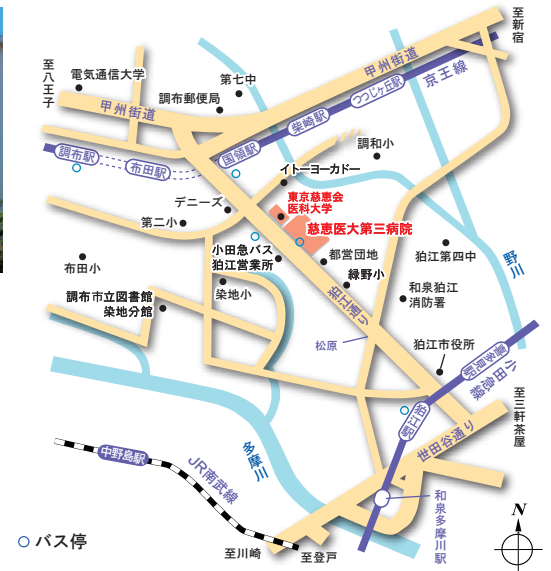 至新宿
至八王子
電気通信大学
甲州街道
第七中
調布郵便局
甲州街道
つつじヶ丘駅
京王線
柴崎駅
国領駅
調和小
調布駅
布田駅
イトーヨーカドー
デニーズ
東京慈恵会
医科大学
第二小
慈恵医大第三病院
小田急バス
狛江営業所
都営団地
狛江第四中
野川
布田小
緑野小
染地小
和泉狛江
消防署
調布市立図書館
染地分館
狛江通り
松原
狛江市役所
喜多見駅
小田急線
至三軒茶屋
狛江駅
世田谷通り
多摩川
中野島駅
JR南武線
和泉多摩川駅
N
バス停
至川崎
至登戸